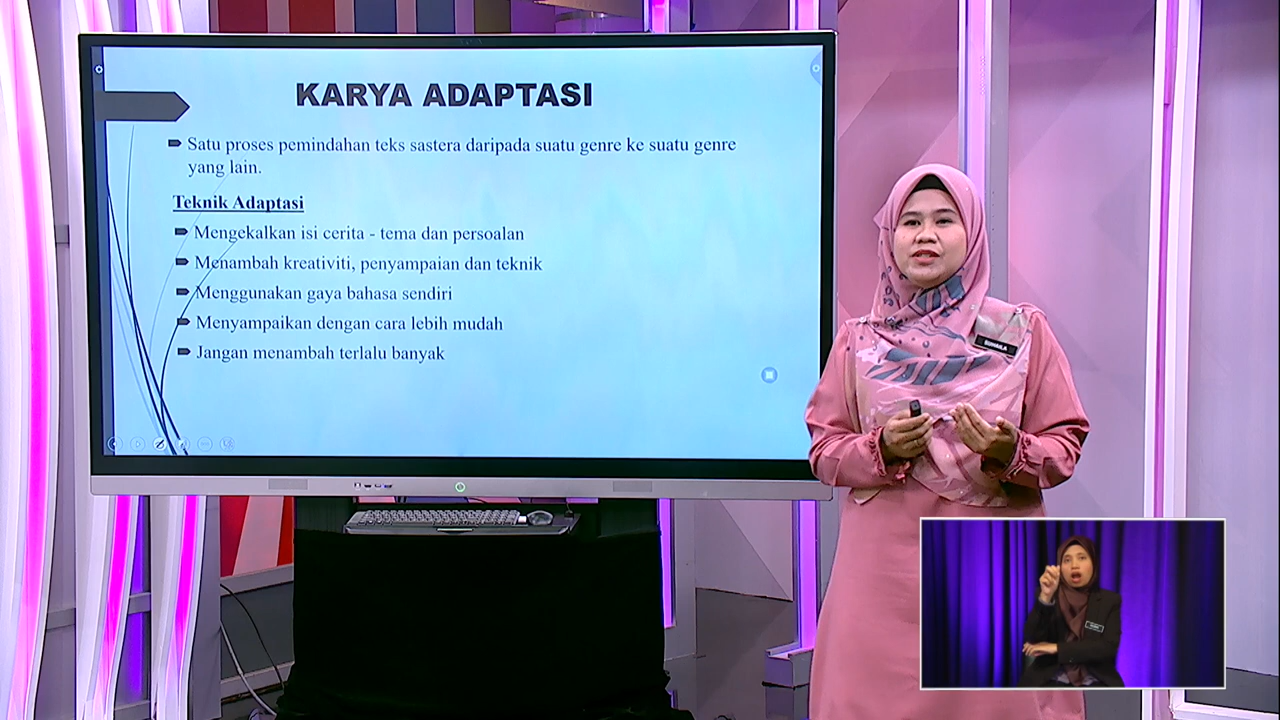 KARYA ADAPTASI
Satu proses pemindahan teks sastera daripada suatu genre ke suatu genre
yang lain.
Teknik Adaptasi
Mengekalkan isi cerita - tema dan persoalan
Menambah kreativiti, penyampaian dan teknik
Menggunakan gaya bahasa sendiri
Menyampaikan dengan cara lebih mudah
Jangan menambah terlalu banyak
SUHAILA